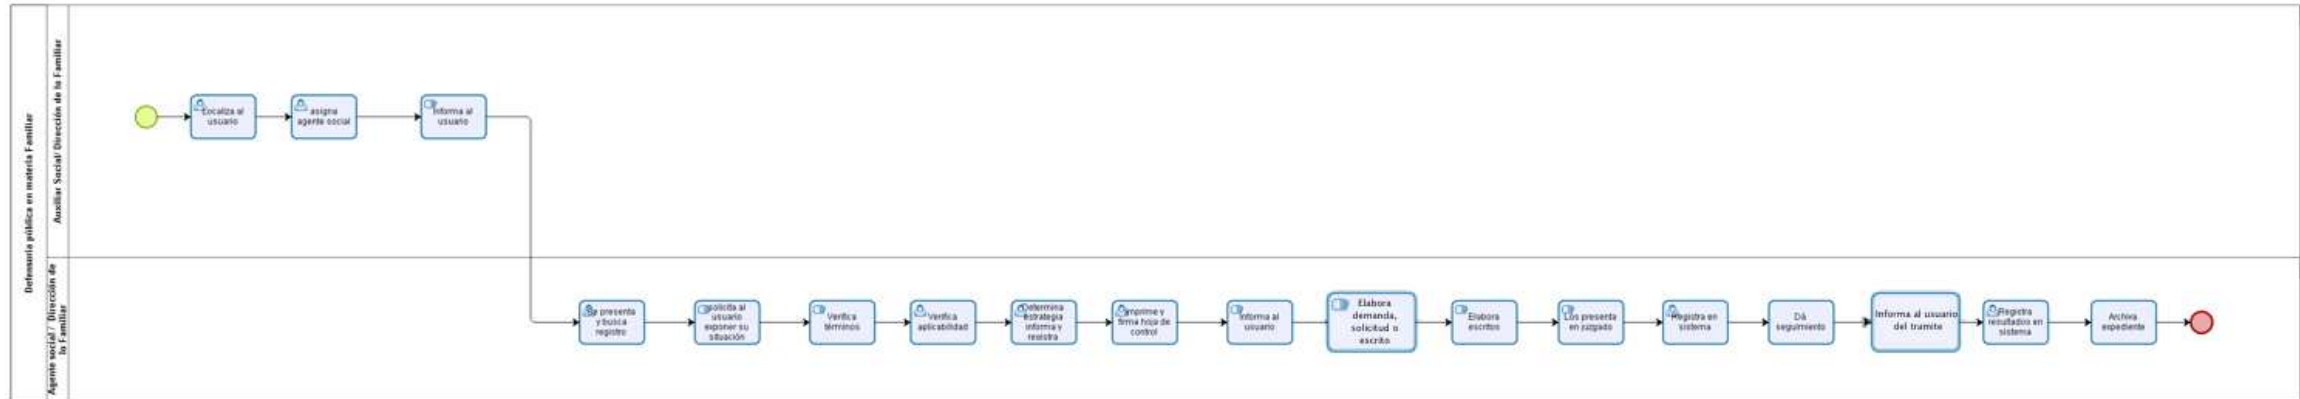 Defensoría pública en materia Familiar
Auxiliar Social/ Dirección de lo Familiar
Localiza al
usuario
asigna
agente social
Informa al
usuario
Agente social / Dirección de
lo Familiar
Se presenta
y busca
registro
solicita al
usuario
exponer su
situación
Verifica
términos
Verifica
aplicabilidad
Determina
estrategia
informa y
registra
Imprime y
firma hoja de
control
Informa al
usuario
Elabora
demanda,
solicitud o
escrito
Elabora
escritos
Los presenta
en juzgado
Registra en
sistema
Dá
seguimiento
Informa al usuario
del tramite
Registra
resultados en
sistema
Archiva
expediente